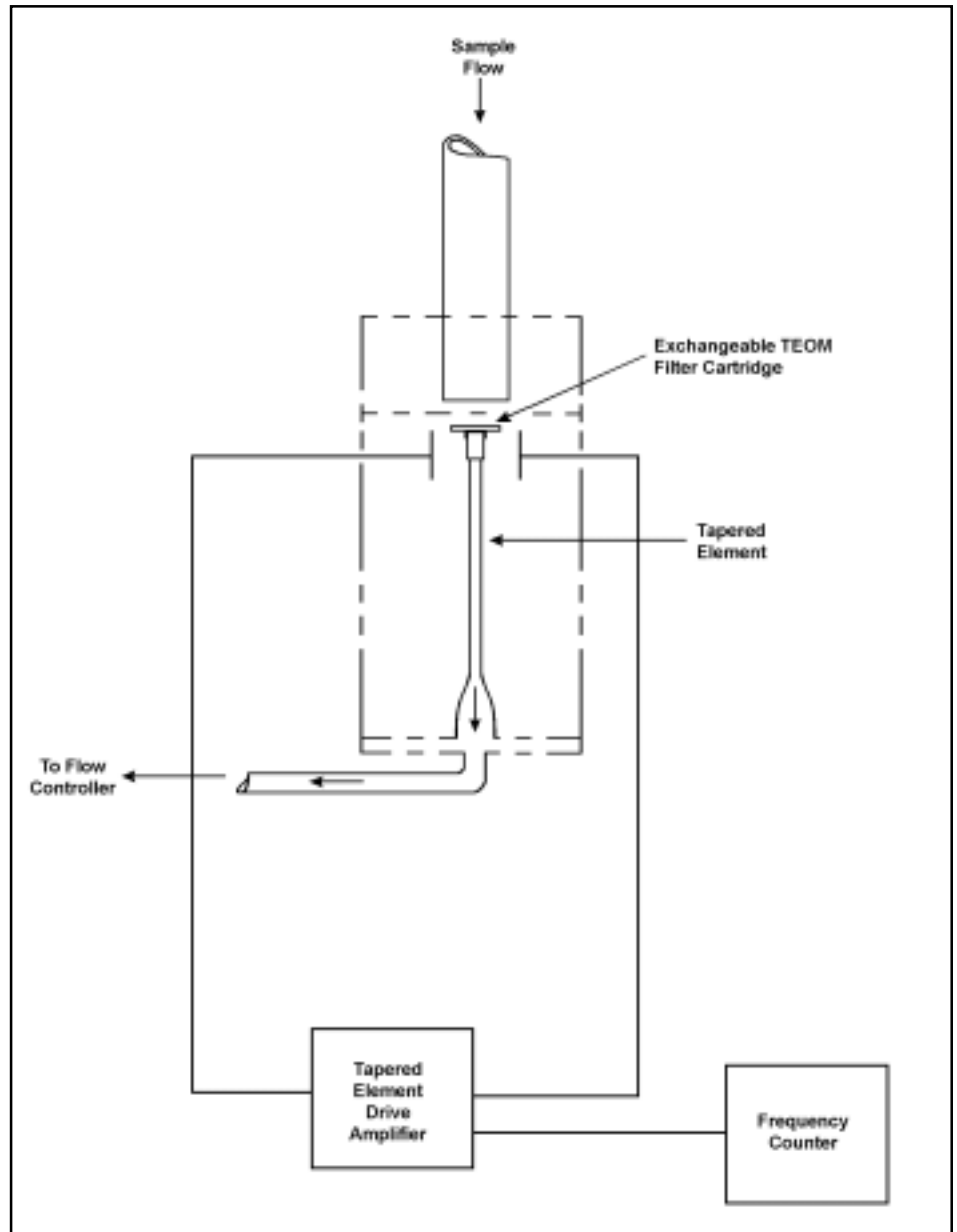 Sample
Flow
Exchangeable TEOM
Filter Cartridge
Tapered
Element
To Flow
Controller
Tapered
Element
Drive
Amplifier
Frequency
Counter